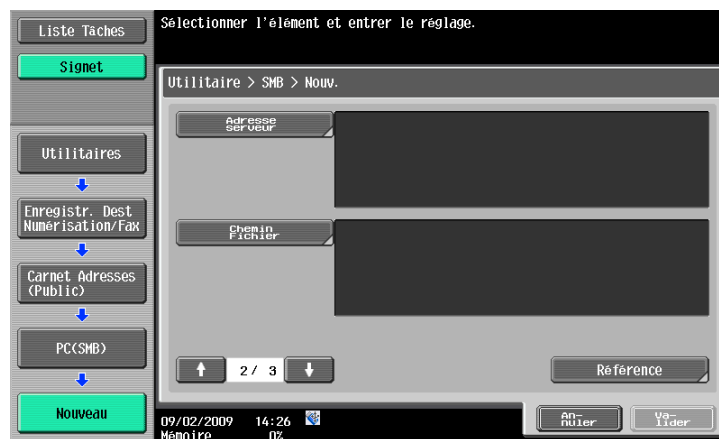 Liste Tâches
Signet
Utilitaires
Enregistr. Dest
Numérisation/Fax
Carnet Adresses
(Public)
PC(SMB)
Nouveau
Sélectionner l'élément et entrer le réglage.
Utilitaire > SMB > Nouv.
Adresse
serveur
Chemin
Fichier
2/ 3
Référence
09/02/2009 14:26
Mémoire 0%
An-
nuler
Va-
lider